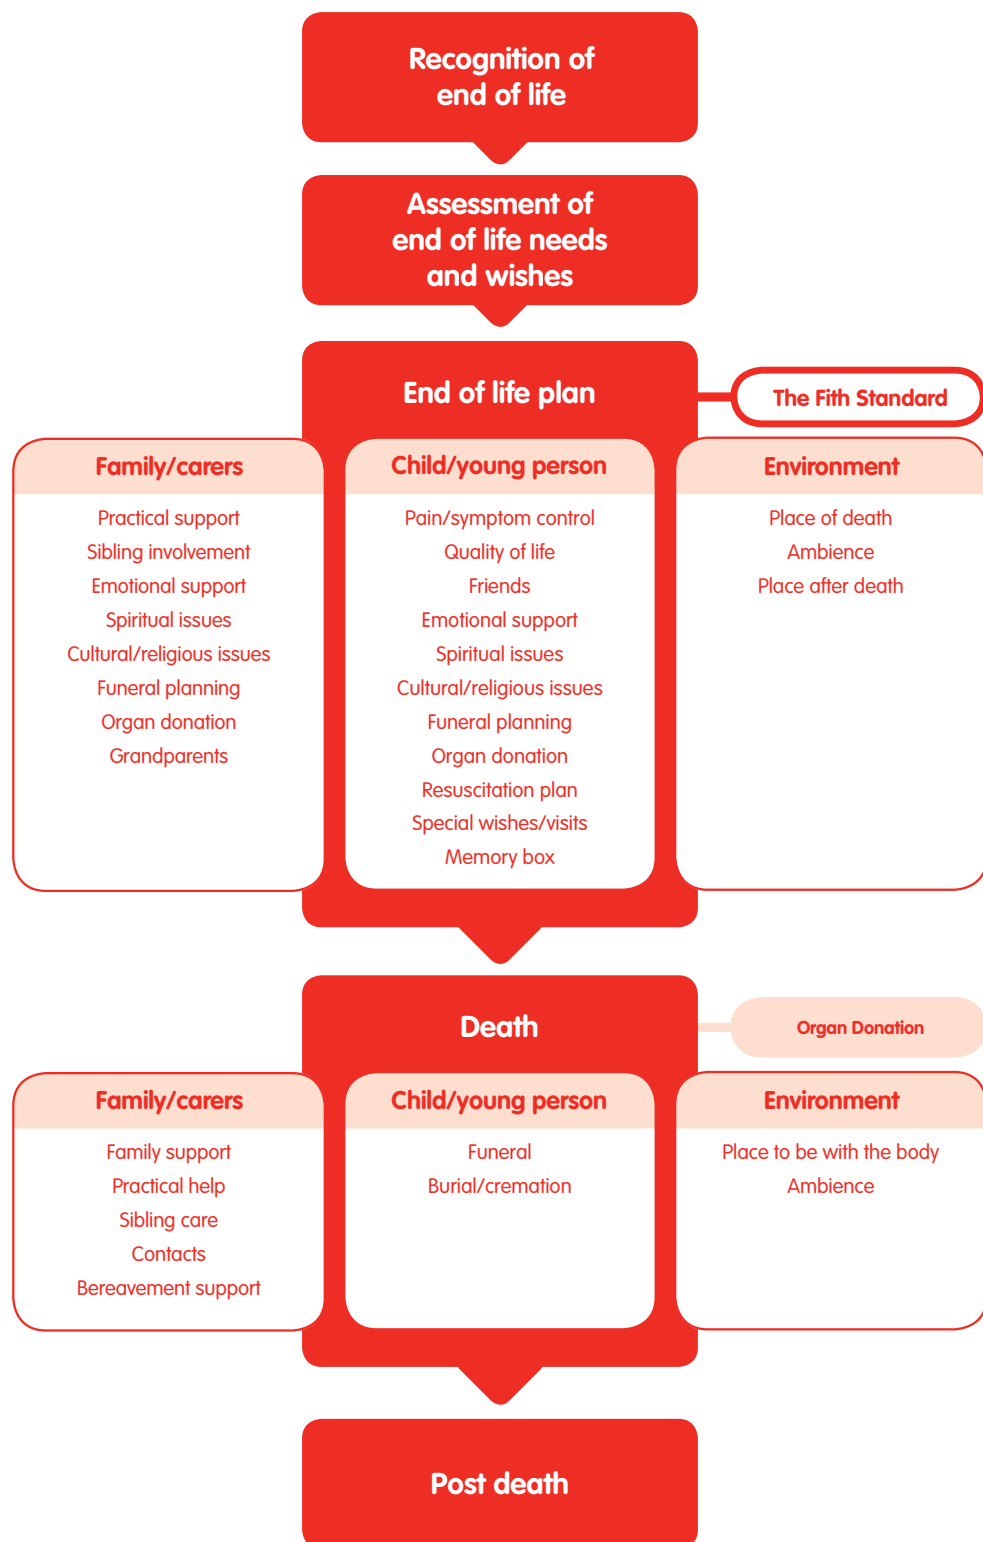 Recognition of
end of life
Assessment of
end of life needs
and wishes
End of life plan
The Fith Standard
Family/carers
Practical support
Sibling involvement
Emotional support
Spiritual issues
Cultural/religious issues
Funeral planning
Organ donation
Grandparents
Child/young person
Pain/symptom control
Quality of life
Friends
Emotional support
Spiritual issues
Cultural/religious issues
Funeral planning
Organ donation
Resuscitation plan
Special wishes/visits
Memory box
Environment
Place of death
Ambience
Place after death
Death
Organ Donation
Family/carers
Family support
Practical help
Sibling care
Contacts
Bereavement support
Child/young person
Funeral
Burial/cremation
Environment
Place to be with the body
Ambience
Post death